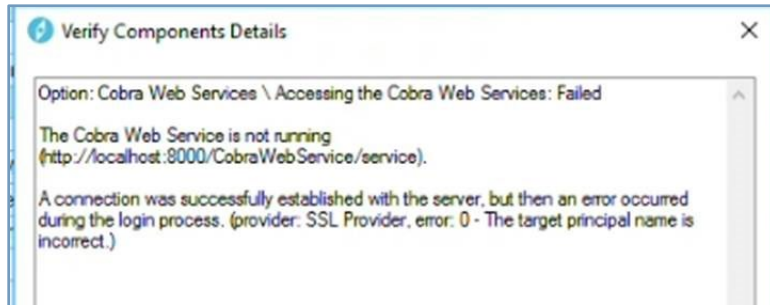 Verify Components Details
Option: Cobra Web Services \ Accessing the Cobra Web Services: Failed
The Cobra Web Service is not running
(http://localhost:8000/CobraWebService/service).
A connection was successfully established with the server, but then an error occurred
during the login process. (provider: SSL Provider, error: 0 - The target principal name is
incorrect.)